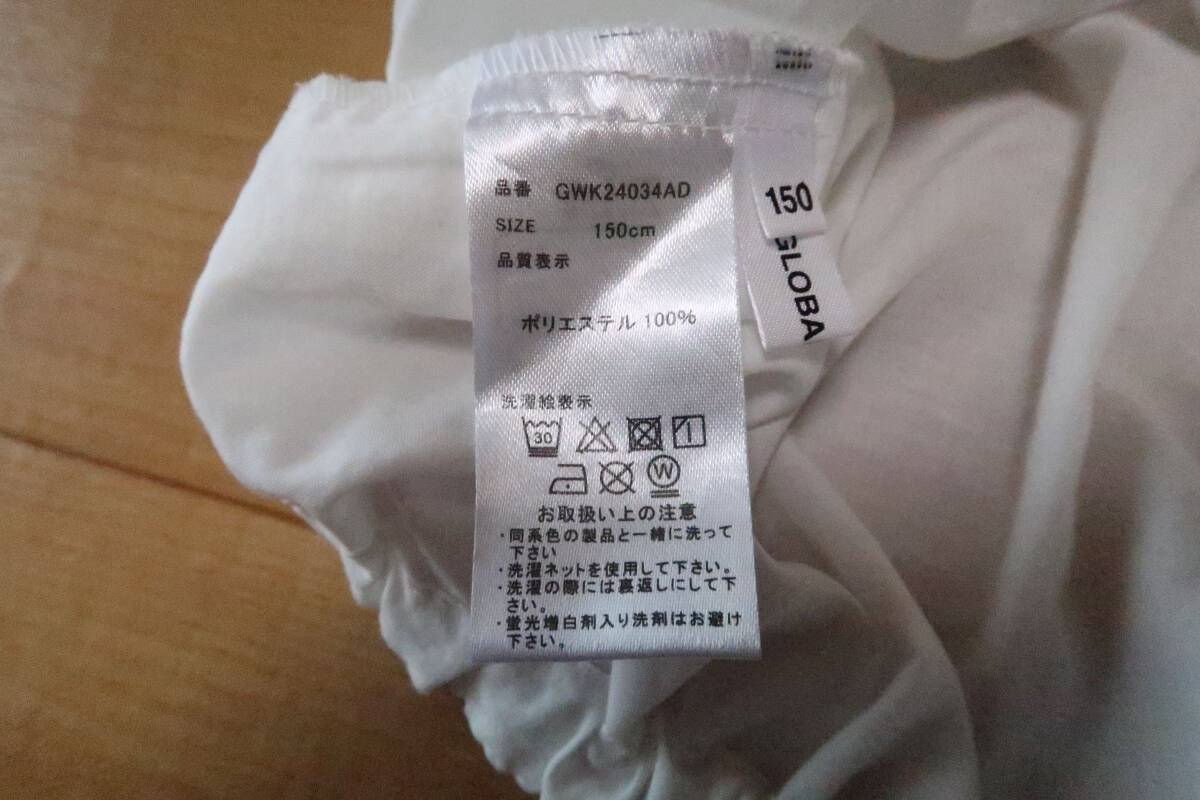 品番 GWK24034AD
SIZE 150cm
品質表示
ポリエステル 100%
洗濯絵表示
30
W
お取扱い上の注意
・同系色の製品と一緒に洗って
下さい
・洗濯ネットを使用して下さい。
・洗濯の際には裏返しにして下
さい。
・蛍光増白剤入り洗剤はお避け
下さい。
150
GLOBA